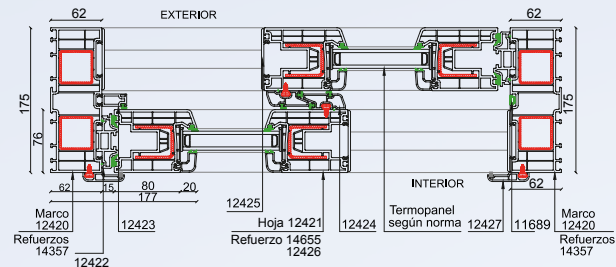 62
EXTERIOR
62
175
76
175
62
15
80
20
177
INTERIOR
62
Marco
12420
Refuerzos
14357
12422
12423
12425
Hoja 12421
Refuerzo 14655
12426
12424
Termopanel
según norma
12427
11689
Marco
12420
Refuerzos
14357